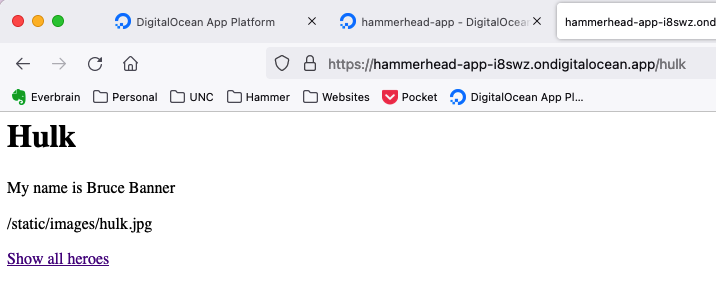 DigitalOcean App Platform
hammerhead-app - DigitalOcean
hammerhead-app-i8swz.ond
https://hammerhead-app-i8swz.ondigitalocean.app/hulk
Everbrain Personal UNC Hammer Websites Pocket DigitalOcean App Pl...
Hulk
My name is Bruce Banner
/static/images/hulk.jpg
Show all heroes